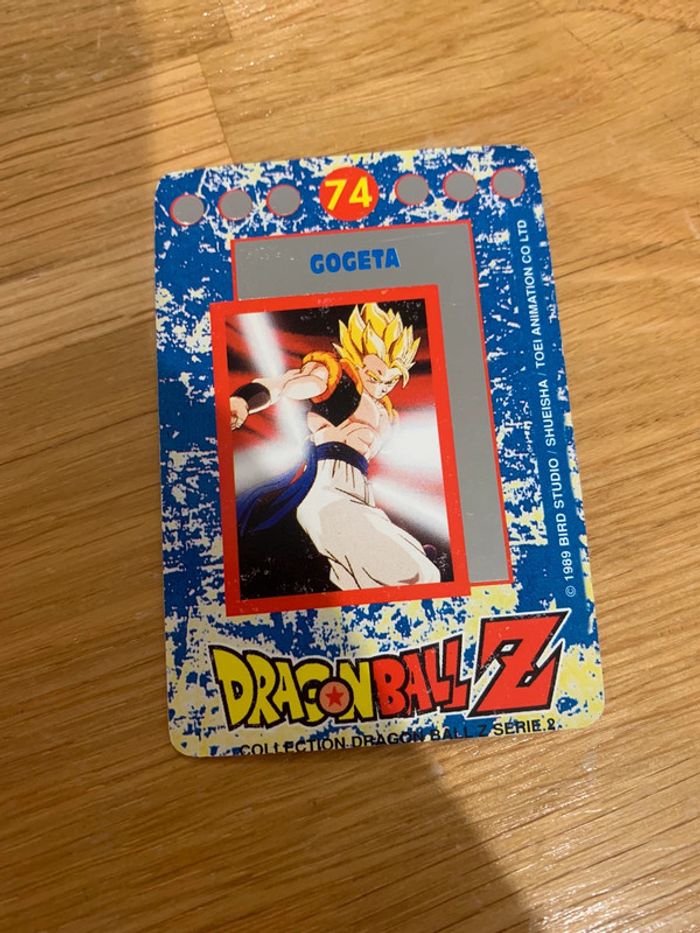 74
GOGETA
© 1989 BIRD STUDIO / SHUEISHA / TOEI ANIMATION CO LTD
DRAGON BALL Z
COLLECTION DRAGON BALL Z SERIE 2